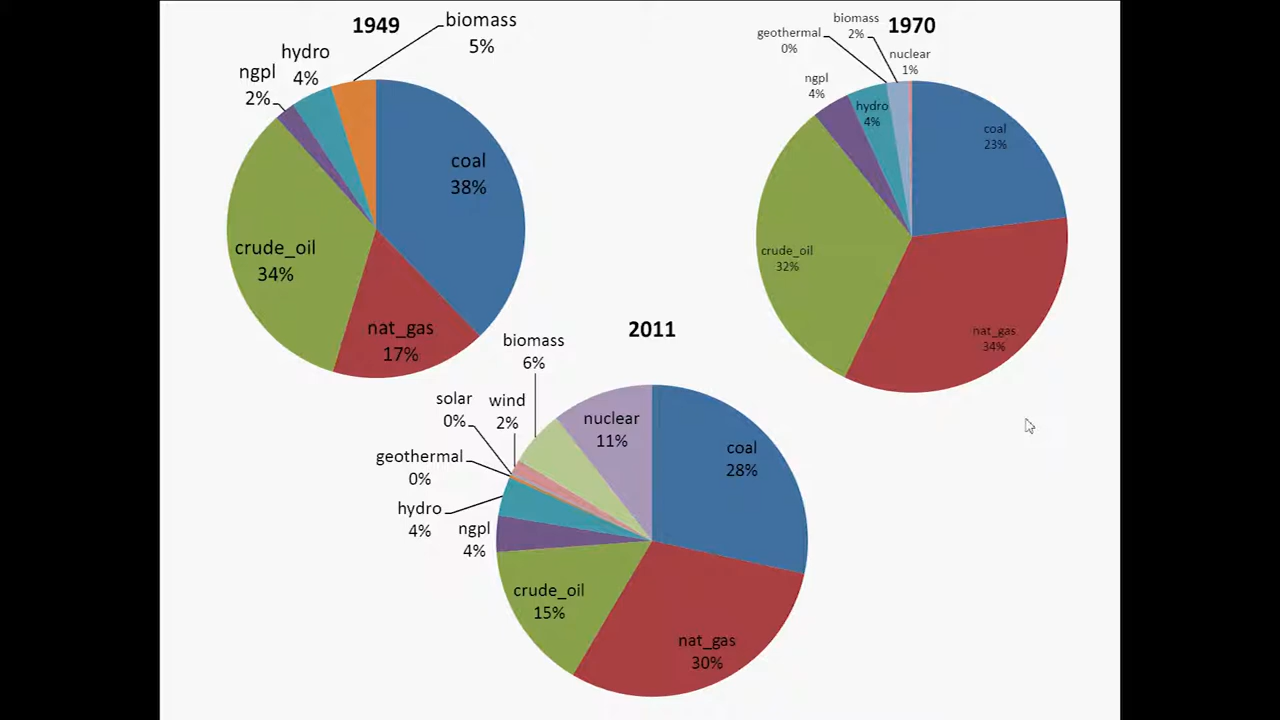 1949
biomass
5%
hydro
4%
ngpl
2%
coal
38%
crude_oil
34%
nat_gas
17%
1970
biomass
2%
geothermal
0%
nuclear
1%
ngpl
4%
hydro
4%
coal
23%
crude_oil
32%
nat_gas
34%
2011
biomass
6%
solar
0%
wind
2%
nuclear
11%
coal
28%
geothermal
0%
hydro
4%
ngpl
4%
crude_oil
15%
nat_gas
30%